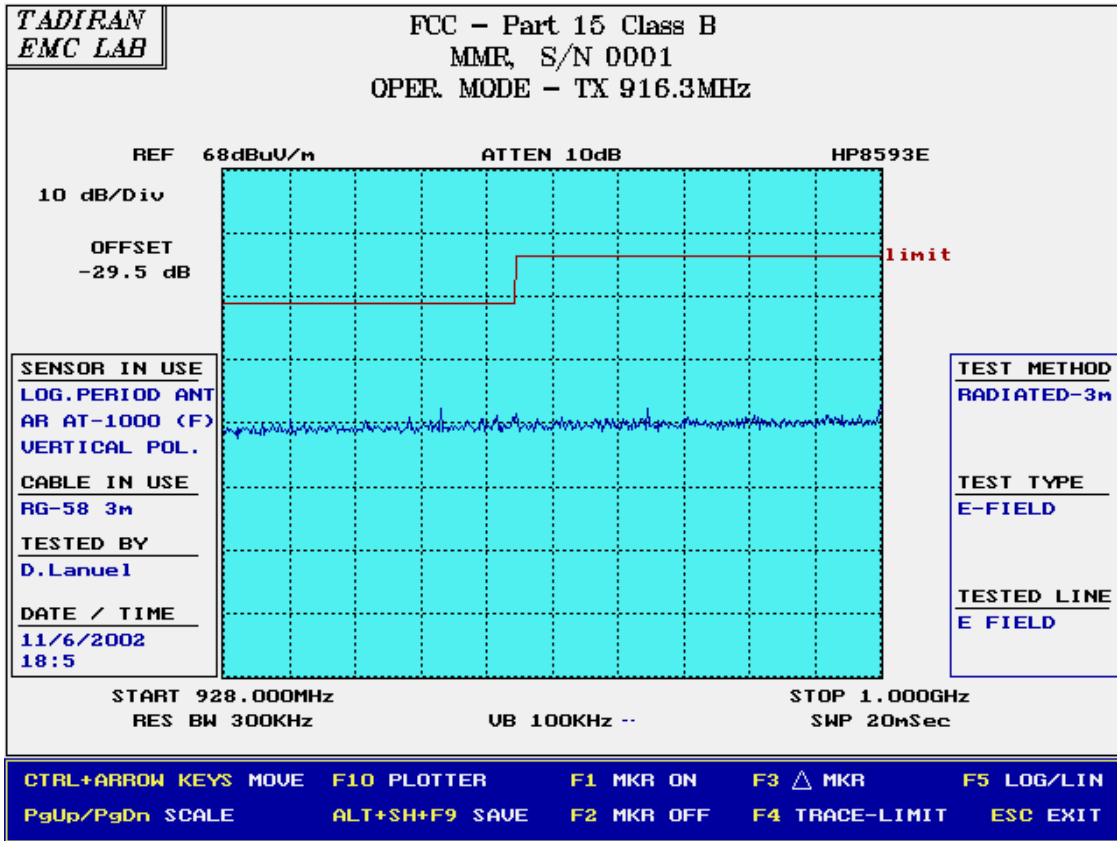 TADIRAN
EMC LAB
FCC – Part 15 Class B
MMR, S/N 0001
OPER. MODE – TX 916.3MHz
REF 68dBuV/m ATTEN 10dB HP8593E
10 dB/Div
OFFSET
-29.5 dB
limit
SENSOR IN USE
LOG.PERIOD ANT
AR AT-1000 (F)
VERTICAL POL.
CABLE IN USE
RG-58 3m
TESTED BY
D.Lanuel
DATE / TIME
11/6/2002
18:5
TEST METHOD
RADIATED-3m
TEST TYPE
E-FIELD
TESTED LINE
E FIELD
START 928.000MHz STOP 1.000GHz
RES BW 300KHz VB 100KHz -- SWP 20mSec
CTRL+ARROW KEYS MOVE F10 PLOTTER F1 MKR ON F3 △ MKR F5 LOG/LIN
PgUp/PgDn SCALE ALT+SH+F9 SAVE F2 MKR OFF F4 TRACE-LIMIT ESC EXIT